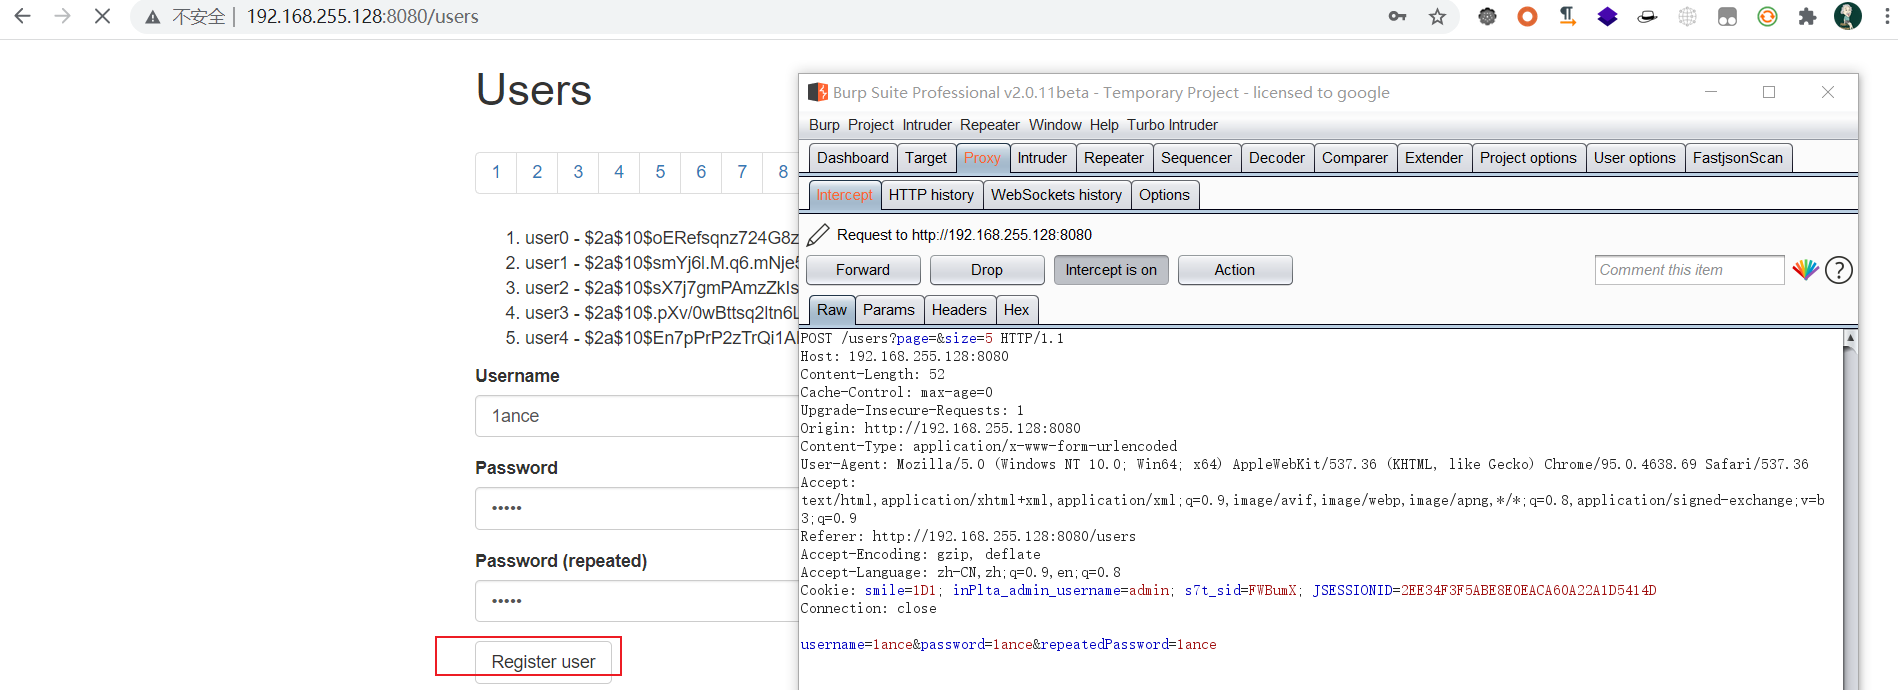 不安全 | 192.168.255.128:8080/users
Users
1 2 3 4 5 6 7 8
1. user0 - $2a$10$oERefsqnz724G8z
2. user1 - $2a$10$smYj6l.M.q6.mNje5
3. user2 - $2a$10$sX7j7gmPAmzZkIs
4. user3 - $2a$10$.pXv/0wBttsq2ltn6L
5. user4 - $2a$10$En7pPrP2zTrQi1Al
Username
1ance
Password
•••••
Password (repeated)
•••••
Register user
Burp Suite Professional v2.0.11beta - Temporary Project - licensed to google
Burp Project Intruder Repeater Window Help Turbo Intruder
Dashboard Target Proxy Intruder Repeater Sequencer Decoder Comparer Extender Project options User options FastjsonScan
Intercept HTTP history WebSockets history Options
Request to http://192.168.255.128:8080
Forward Drop Intercept is on Action Comment this item ?
Raw Params Headers Hex
POST /users?page=&size=5 HTTP/1.1
Host: 192.168.255.128:8080
Content-Length: 52
Cache-Control: max-age=0
Upgrade-Insecure-Requests: 1
Origin: http://192.168.255.128:8080
Content-Type: application/x-www-form-urlencoded
User-Agent: Mozilla/5.0 (Windows NT 10.0; Win64; x64) AppleWebKit/537.36 (KHTML, like Gecko) Chrome/95.0.4638.69 Safari/537.36
Accept:
text/html,application/xhtml+xml,application/xml;q=0.9,image/avif,image/webp,image/apng,*/*;q=0.8,application/signed-exchange;v=b
3;q=0.9
Referer: http://192.168.255.128:8080/users
Accept-Encoding: gzip, deflate
Accept-Language: zh-CN,zh;q=0.9,en;q=0.8
Cookie: smile=1D1; inPlta_admin_username=admin; s7t_sid=FWBumX; JSESSIONID=2EE34F3F5ABE8E0EACA60A22A1D5414D
Connection: close
username=1ance&password=1ance&repeatedPassword=1ance